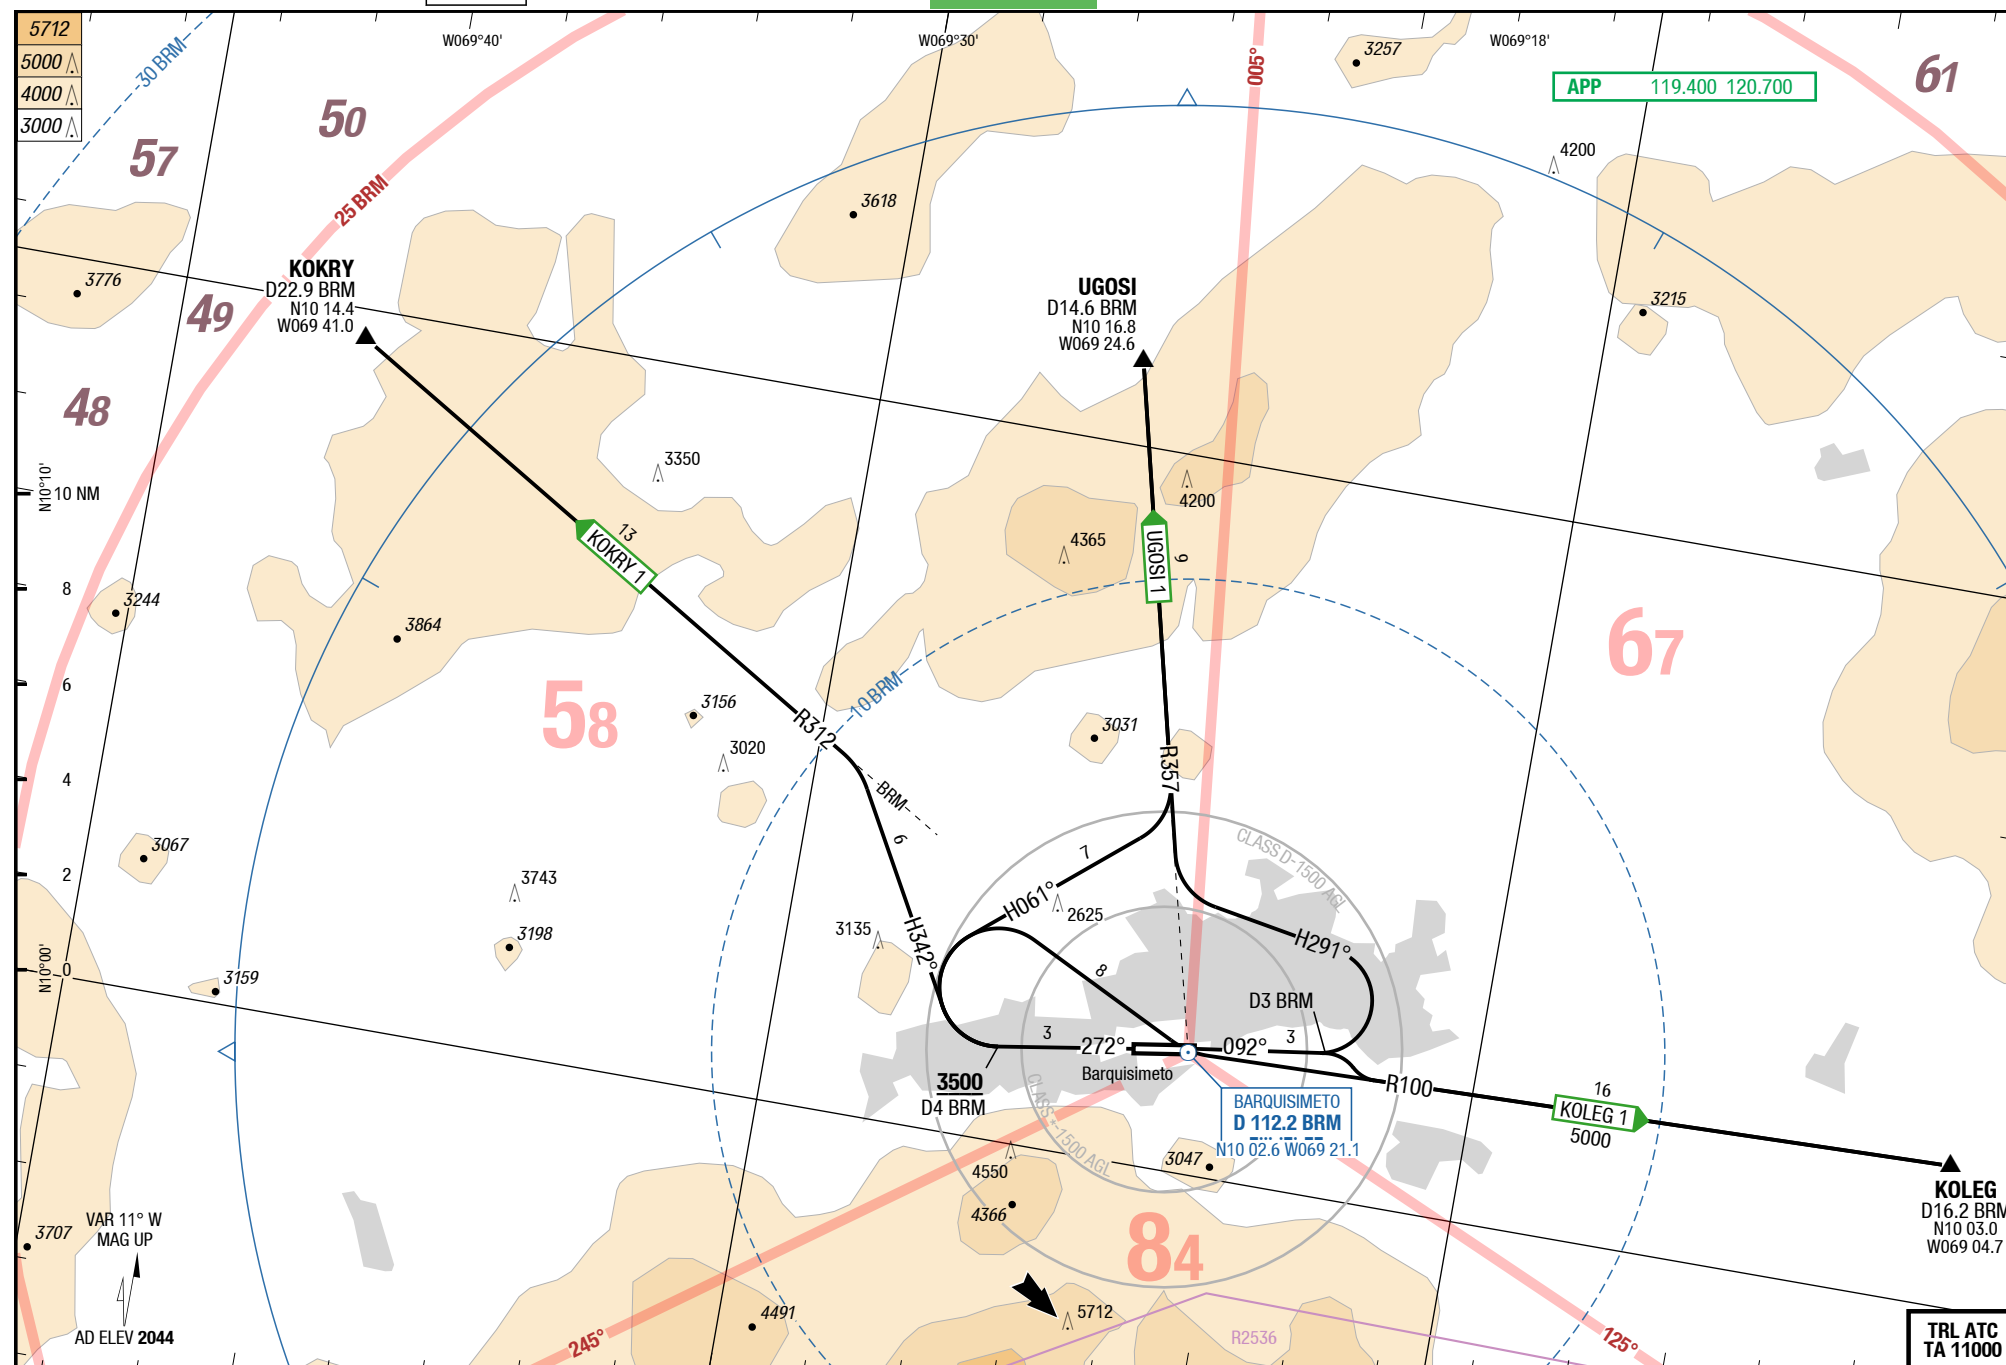 5712
5000
4000
3000
30 BRM
W069°40'
W069°30'
005°
3257
W069°18'
APP 119.400 120.700
61
50
57
25 BRM
3618
4200
3776
49
KOKRY
D22.9 BRM
N10 14.4
W069 41.0
UGOSI
D14.6 BRM
N10 16.8
W069 24.6
3215
48
3350
N10°10'
10 NM
4200
13
KOKRY 1
4365
UGOSI 1
9
8
3244
3864
67
6
58
3156
R312
10 BRM
3031
3020
R357
4
BRM
6
CLASS D-1500 AGL
7
3067
2
3743
H061°
2625
3135
3198
H342°
H291°
8
N10°00'
0
3159
D3 BRM
3
272°
092°
3
Barquisimeto
3500
D4 BRM
R100
16
KOLEG 1
5000
BARQUISIMETO
D 112.2 BRM
N10 02.6 W069 21.1
CLASS*-1500 AGL
3047
4550
4366
KOLEG
D16.2 BRM
N10 03.0
W069 04.7
84
VAR 11° W
MAG UP
3707
5712
4491
AD ELEV 2044
245°
R2536
125°
TRL ATC
TA 11000